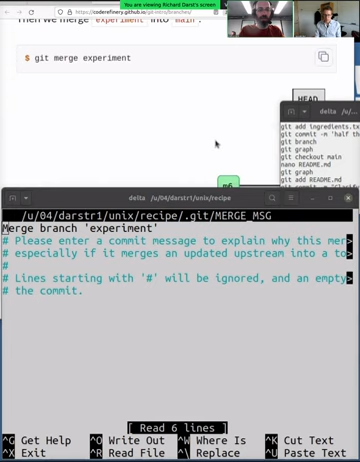 You are viewing Richard Darst's screen
https://coderefinery.github.io/git-intro/branches/
Then we merge experiment into main:
$ git merge experiment
HEAD
m6
git add ingredients.tx
git commit -m 'half th
git branch
git graph
git checkout main
nano README.md
git graph
git add README.md
delta /u/04/darstr1/unix/recipe
/u/04/darstr1/unix/recipe/.git/MERGE_MSG
Merge branch 'experiment'
# Please enter a commit message to explain why this mer>
# especially if it merges an updated upstream into a to>
#
# Lines starting with '#' will be ignored, and an empty>
# the commit.
[ Read 6 lines ]
^G Get Help ^O Write Out ^W Where Is ^K Cut Text
^X Exit ^R Read File ^\ Replace ^U Paste Text